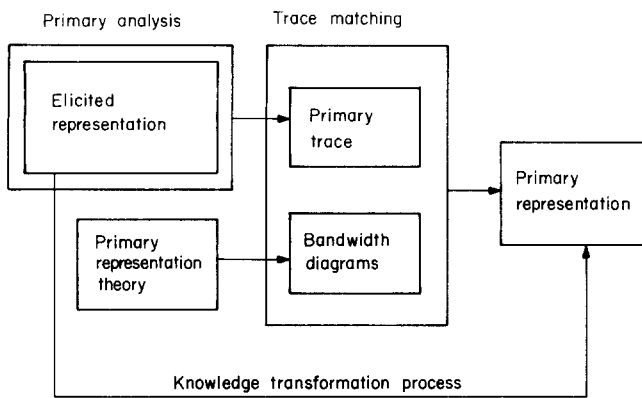 Primary analysis
Trace matching
Elicited
representation
Primary
trace
Primary
representation
Primary
representation
theory
Bandwidth
diagrams
Knowledge transformation process